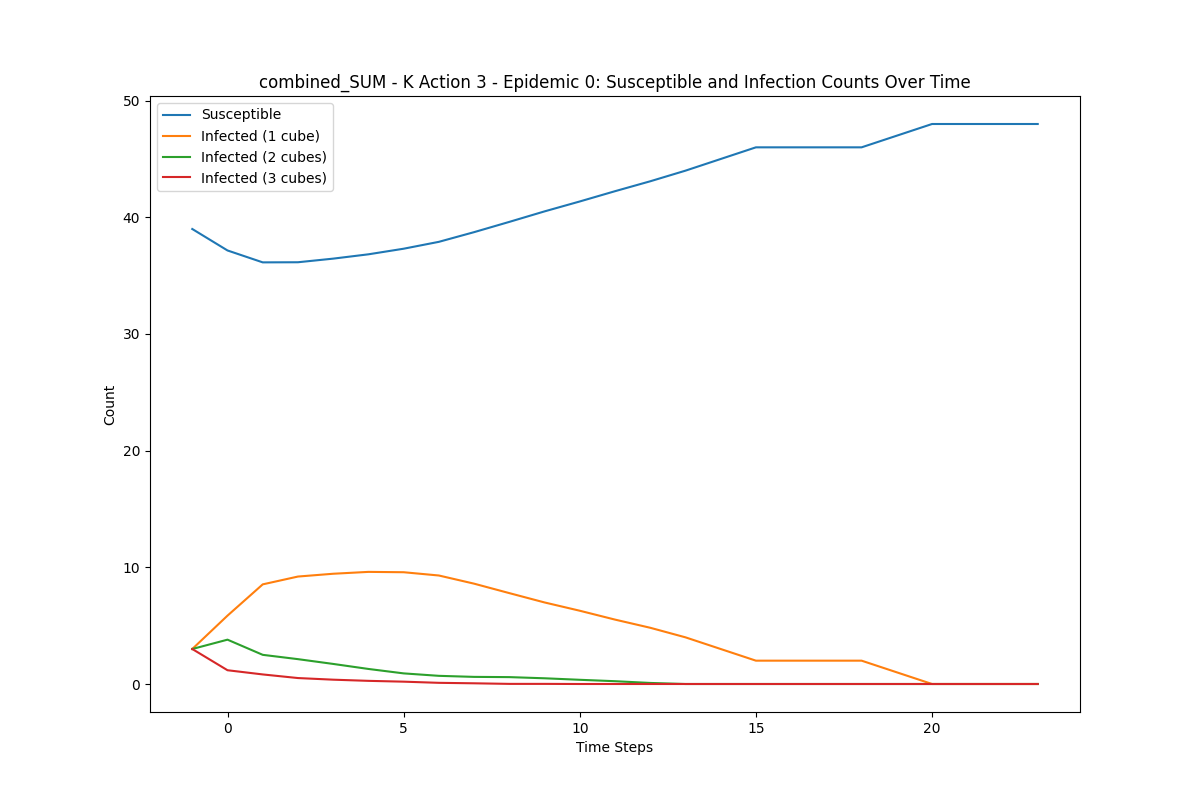 combined_SUM - K Action 3 - Epidemic 0: Susceptible and Infection Counts Over Time
50
Susceptible
Infected (1 cube)
Infected (2 cubes)
Infected (3 cubes)
40
30
Count
20
10
0
0 5 10 15 20
Time Steps